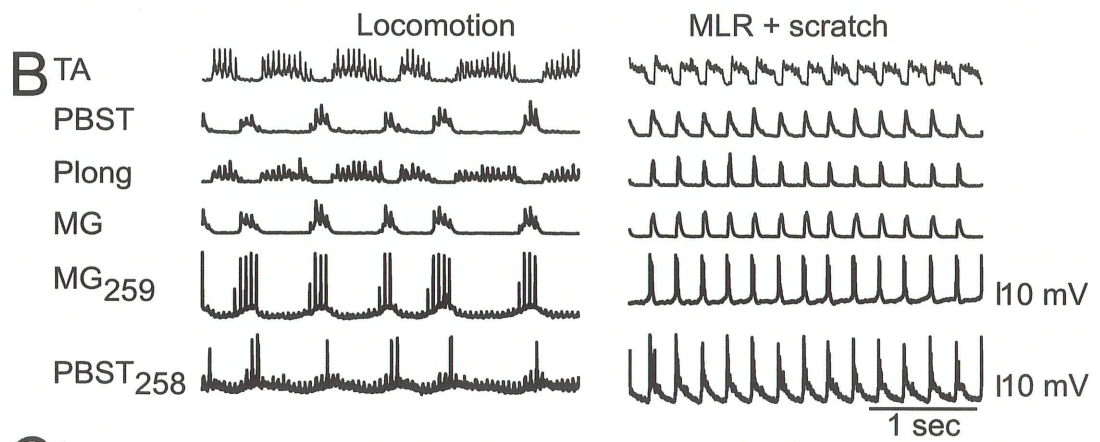 Locomotion MLR + scratch
B TA
PBST
Plong
MG
MG259
10 mV
PBST258
10 mV
1 sec